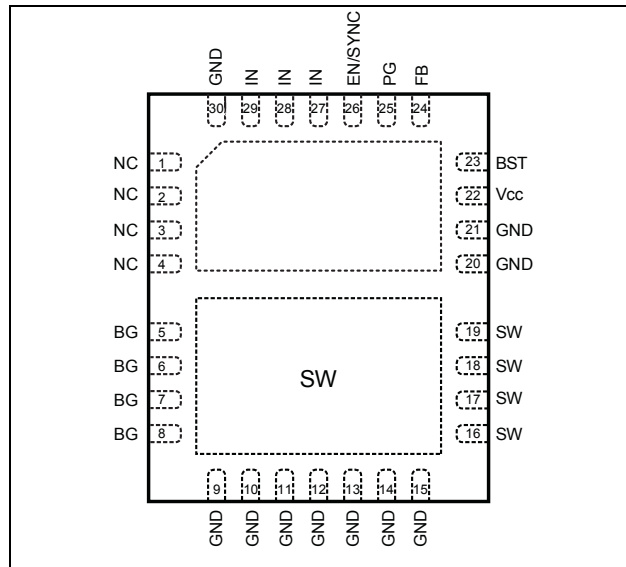 GND IN IN IN EN/SYNC PG FB
30 29 28 27 26 25 24
NC 1 23 BST
NC 2 22 Vcc
NC 3 21 GND
NC 4 20 GND
BG 5 19 SW
BG 6 18 SW
SW
BG 7 17 SW
BG 8 16 SW
9 10 11 12 13 14 15
GND GND GND GND GND GND GND